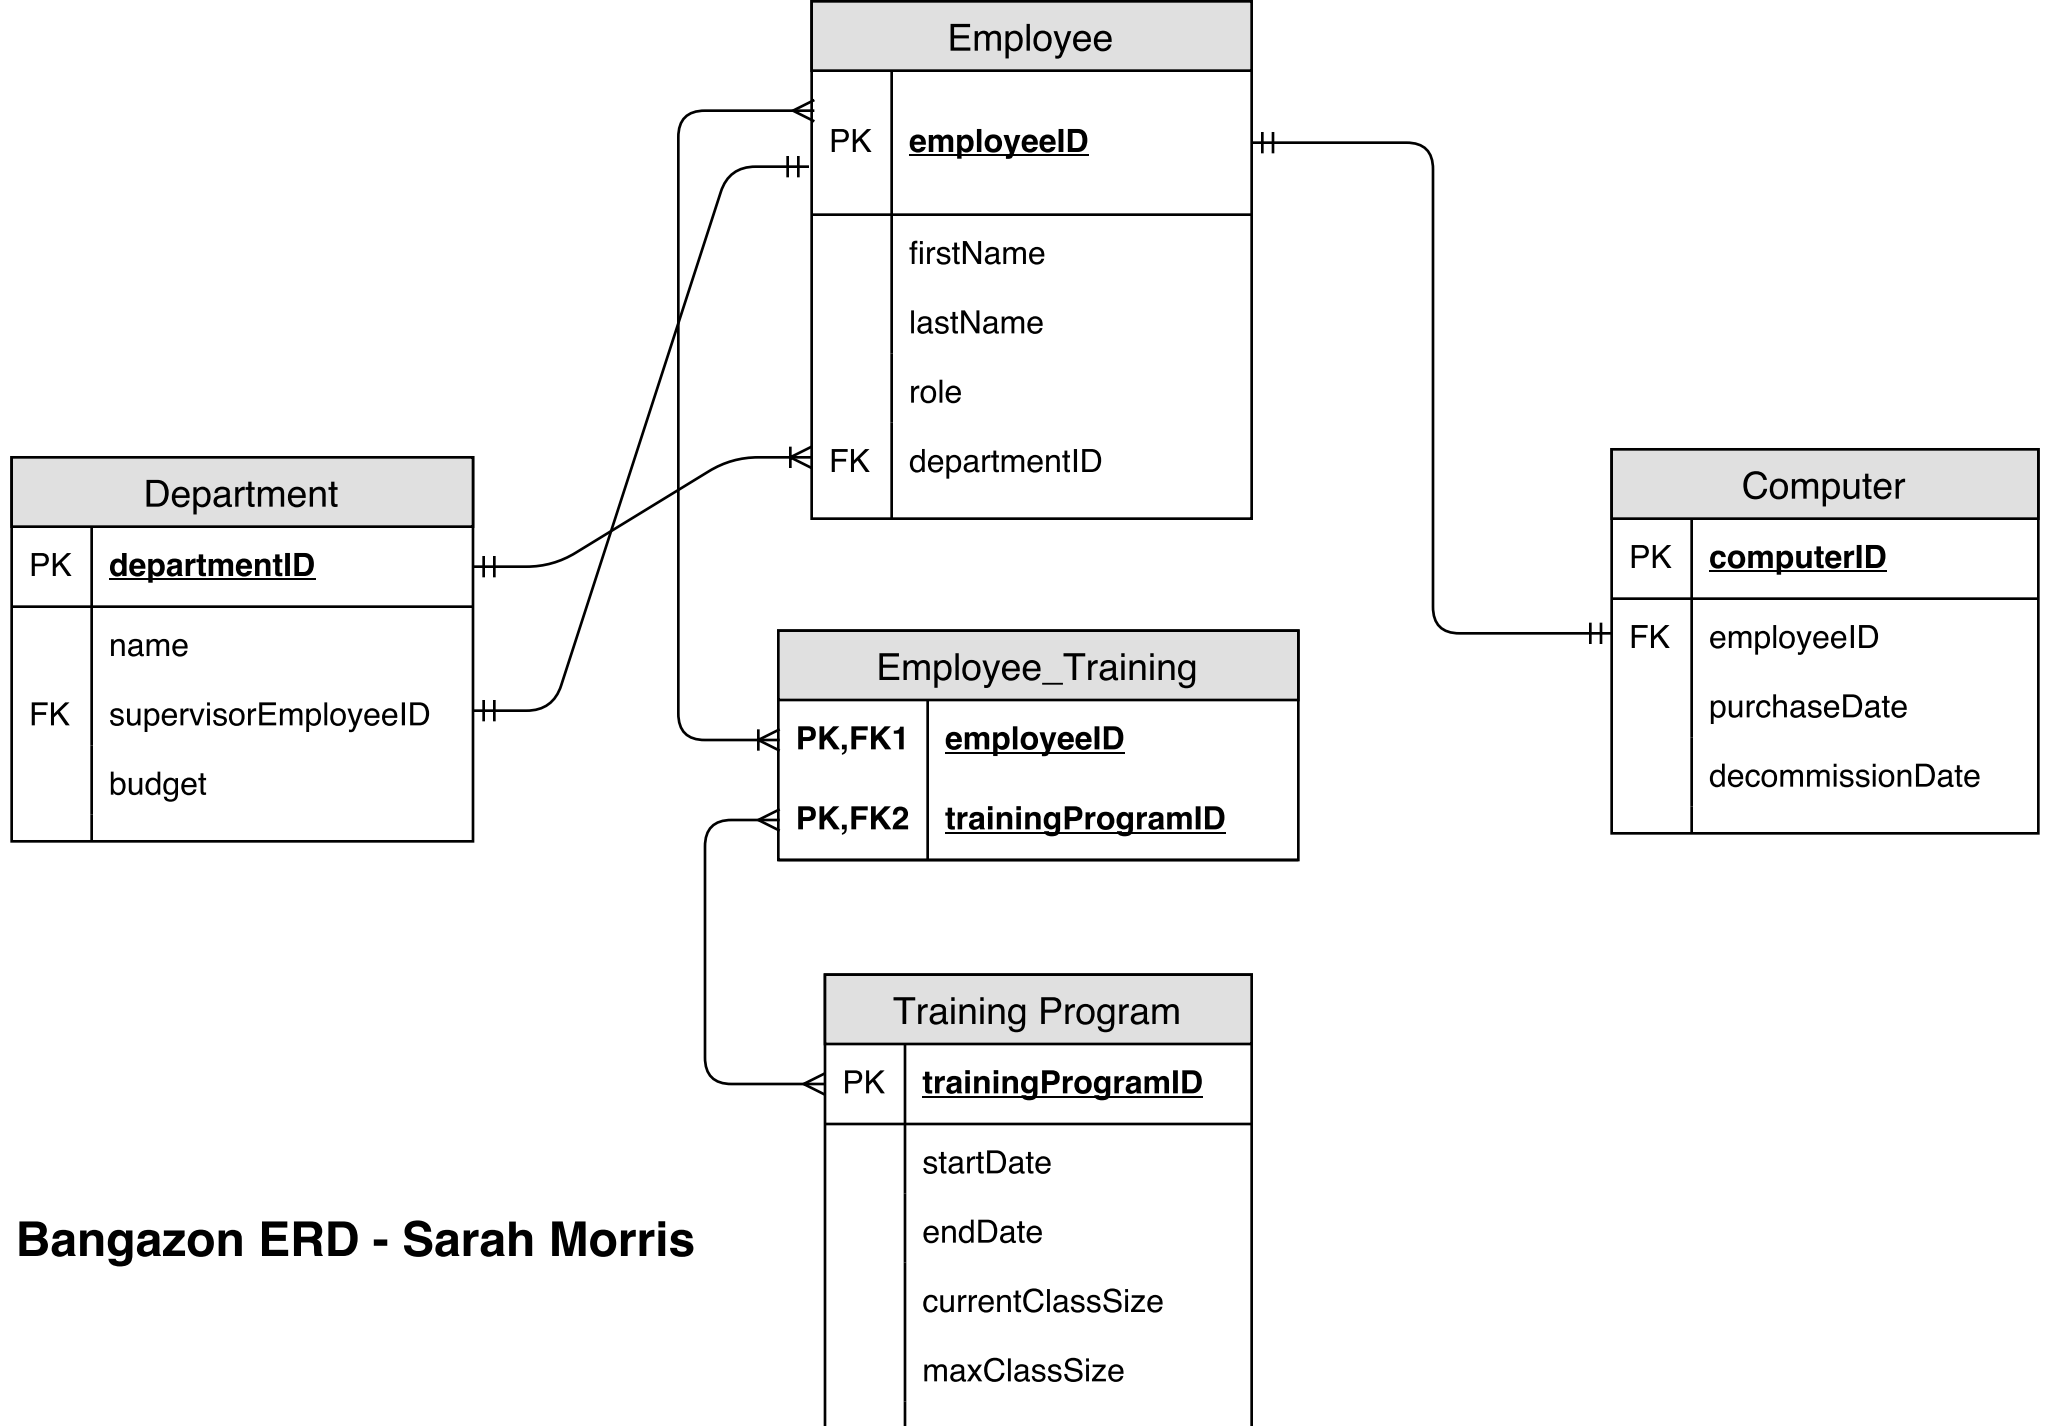 Employee
PK employeeID
firstName
lastName
role
FK departmentID
Department
PK departmentID
name
FK supervisorEmployeeID
budget
Computer
PK computerID
FK employeeID
purchaseDate
decommissionDate
Employee_Training
PK,FK1 employeeID
PK,FK2 trainingProgramID
Training Program
PK trainingProgramID
startDate
endDate
currentClassSize
maxClassSize
Bangazon ERD - Sarah Morris